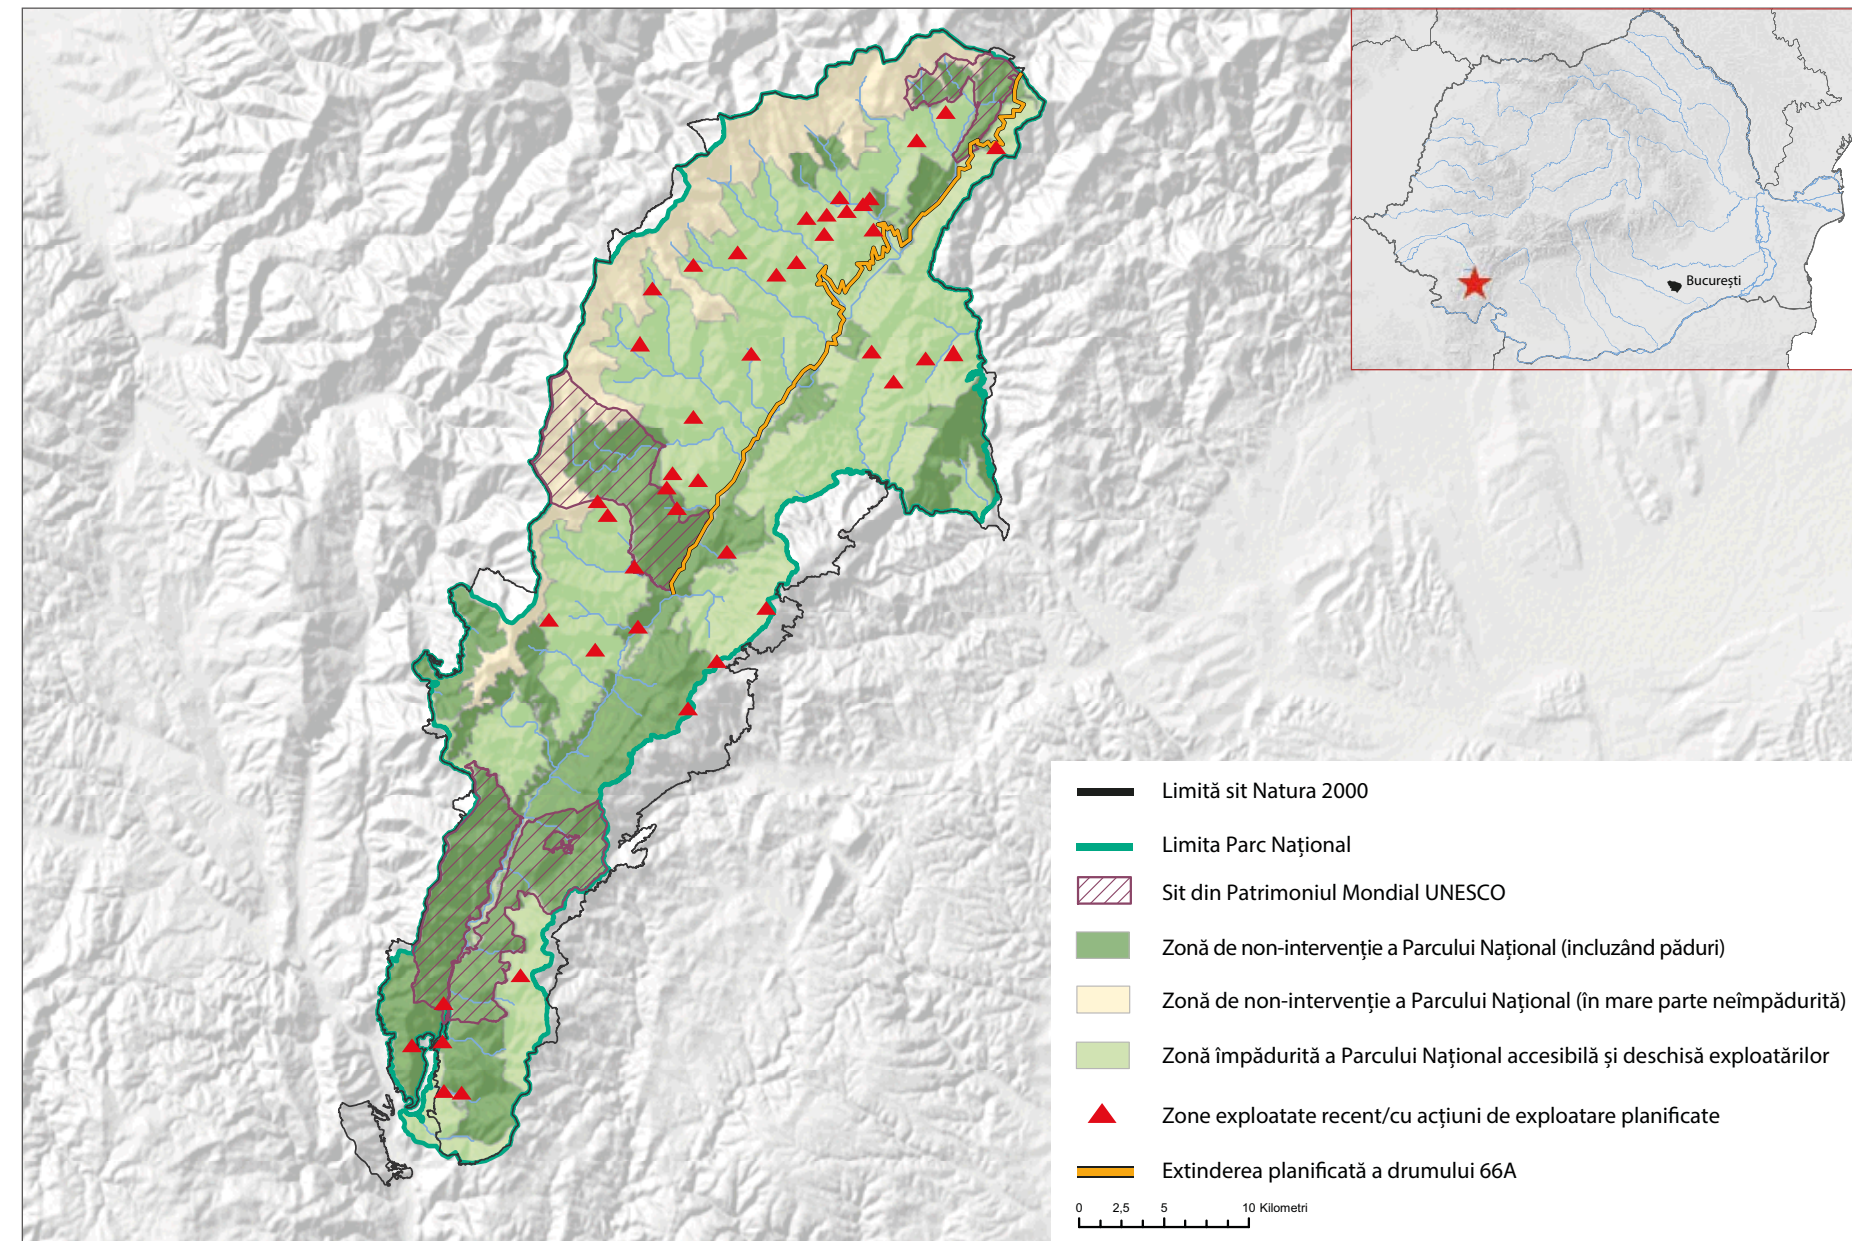 București
Limită sit Natura 2000
Limita Parc Național
Sit din Patrimoniul Mondial UNESCO
Zonă de non-intervenție a Parcului Național (incluzând păduri)
Zonă de non-intervenție a Parcului Național (în mare parte neîmpădurită)
Zonă împădurită a Parcului Național accesibilă și deschisă exploatărilor
Zone exploatate recent/cu acțiuni de exploatare planificate
Extinderea planificată a drumului 66A
0 2,5 5 10 Kilometri